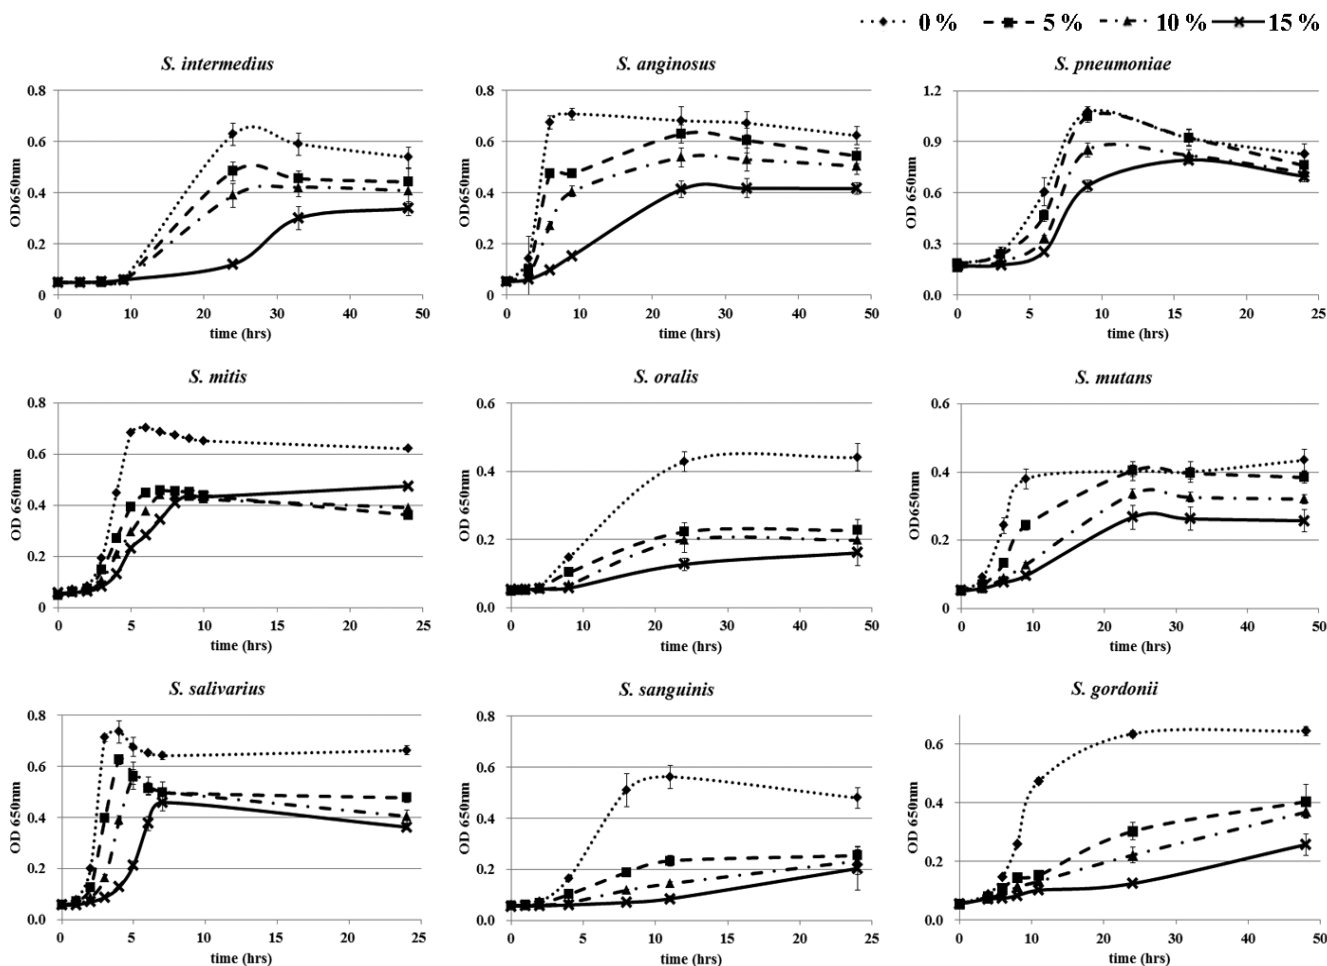 0 % 5 % 10 % 15 %
S. intermedius
S. anginosus
S. pneumoniae
0.8
0.6
0.4
0.2
0
OD650nm
0 10 20 30 40 50
time (hrs)
0.8
0.6
0.4
0.2
0
OD650nm
0 10 20 30 40 50
time (hrs)
1.2
0.9
0.6
0.3
0.0
OD 650nm
0 5 10 15 20 25
time (hrs)
S. mitis
S. oralis
S. mutans
0.8
0.6
0.4
0.2
0
OD 650nm
0 5 10 15 20 25
time (hrs)
0.6
0.4
0.2
0.0
OD 650nm
0 10 20 30 40 50
time (hrs)
0.6
0.4
0.2
0
OD650nm
0 10 20 30 40 50
time (hrs)
S. salivarius
S. sanguinis
S. gordonii
0.8
0.6
0.4
0.2
0.0
OD 650nm
0 5 10 15 20 25
time (hrs)
0.8
0.6
0.4
0.2
0.0
OD 650nm
0 5 10 15 20 25
time (hrs)
0.6
0.4
0.2
0.0
OD 650nm
0 10 20 30 40 50
time (hrs)